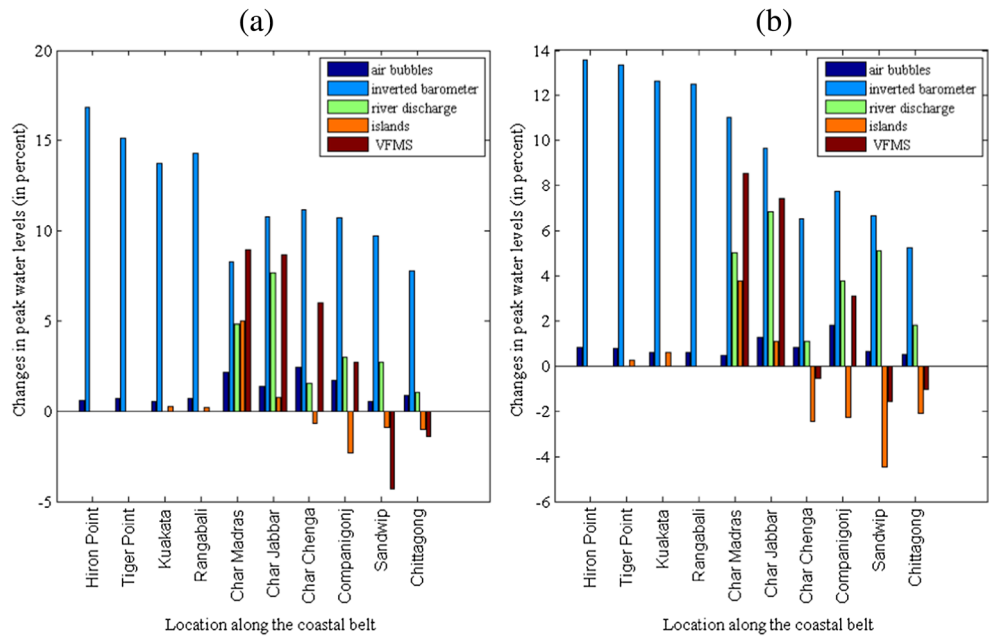 (a)
Changes in peak water levels (in percent)
20
15
10
5
0
-5
air bubbles
inverted barometer
river discharge
islands
VFMS
Hiron Point
Tiger Point
Kuakata
Rangabali
Char Madras
Char Jabbar
Char Chenga
Companigonj
Sandwip
Chittagong
Location along the coastal belt
(b)
Changes in peak water levels (in percent)
14
12
10
8
6
4
2
0
-2
-4
-6
air bubbles
inverted barometer
river discharge
islands
VFMS
Hiron Point
Tiger Point
Kuakata
Rangabali
Char Madras
Char Jabbar
Char Chenga
Companigonj
Sandwip
Chittagong
Location along the coastal belt